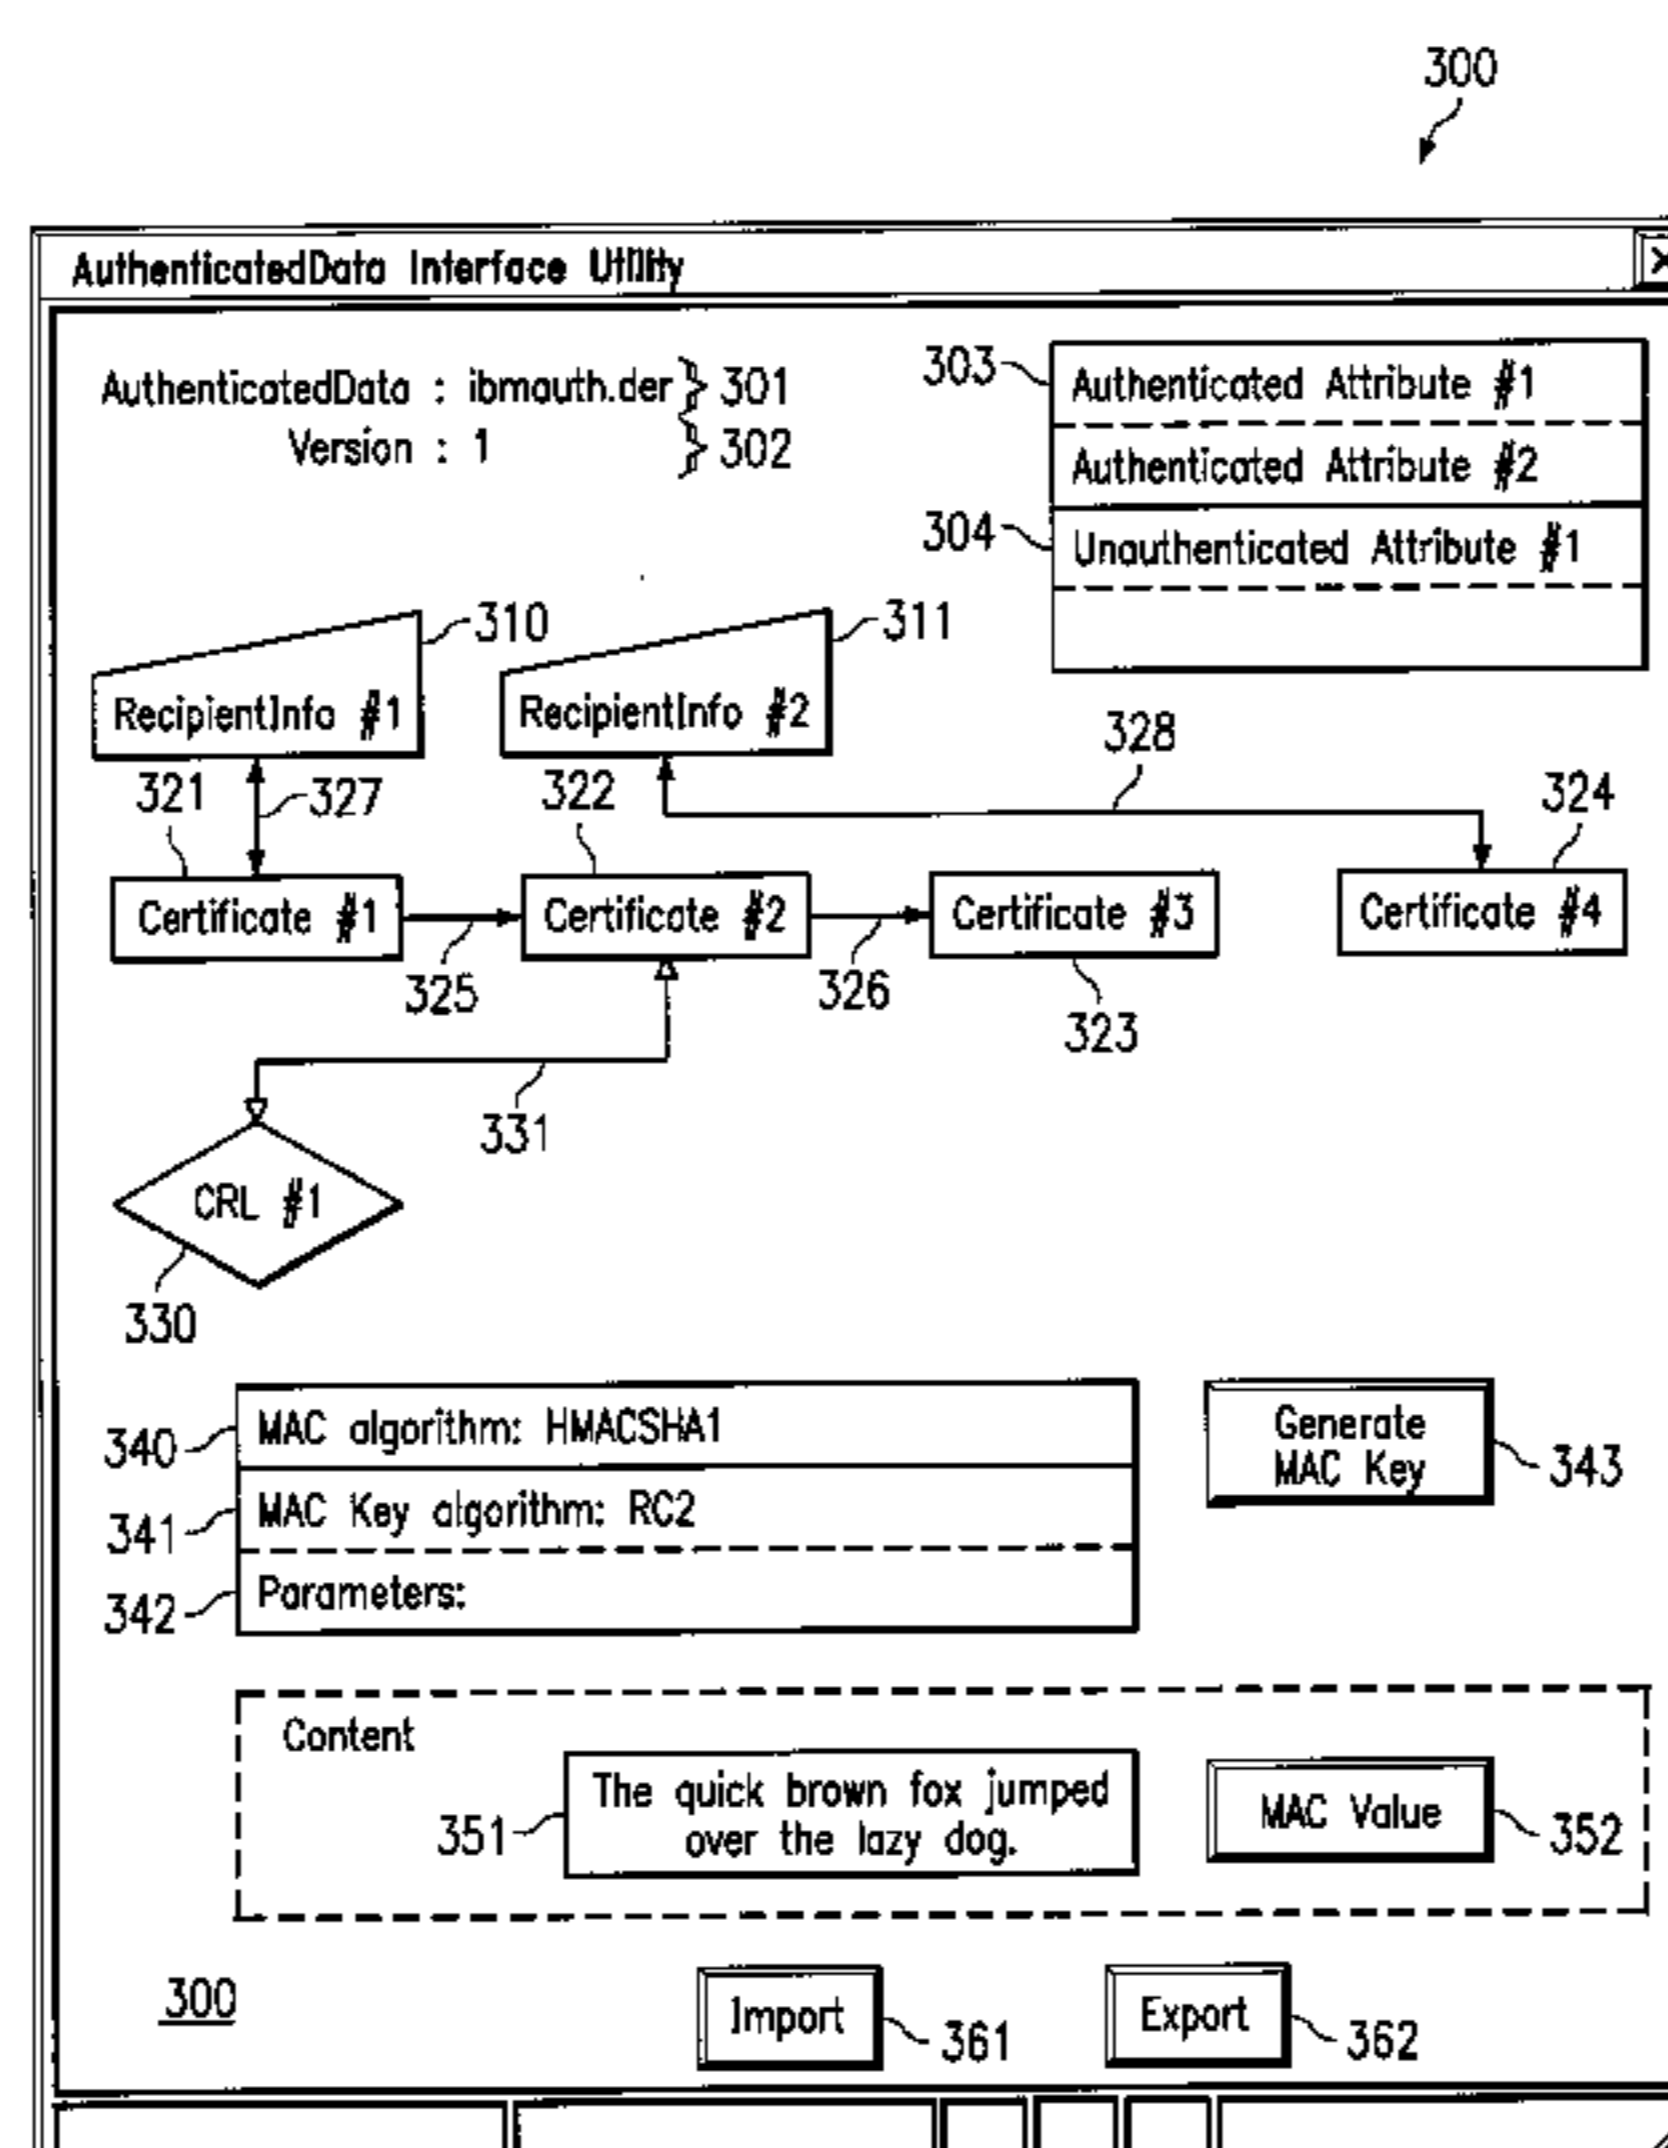 300
AuthenticatedData Interface Utility
AuthenticatedData : ibmauth.der 301
Version : 1 302
303
Authenticated Attribute #1
Authenticated Attribute #2
304
Unauthenticated Attribute #1
310
311
RecipientInfo #1
RecipientInfo #2
328
321
327
322
324
Certificate #1
Certificate #2
Certificate #3
Certificate #4
325
326
323
331
CRL #1
330
340
MAC algorithm: HMACSHA1
341
MAC Key algorithm: RC2
342
Parameters:
Generate
MAC Key
343
Content
351
The quick brown fox jumped
over the lazy dog.
MAC Value
352
300
Import
361
Export
362